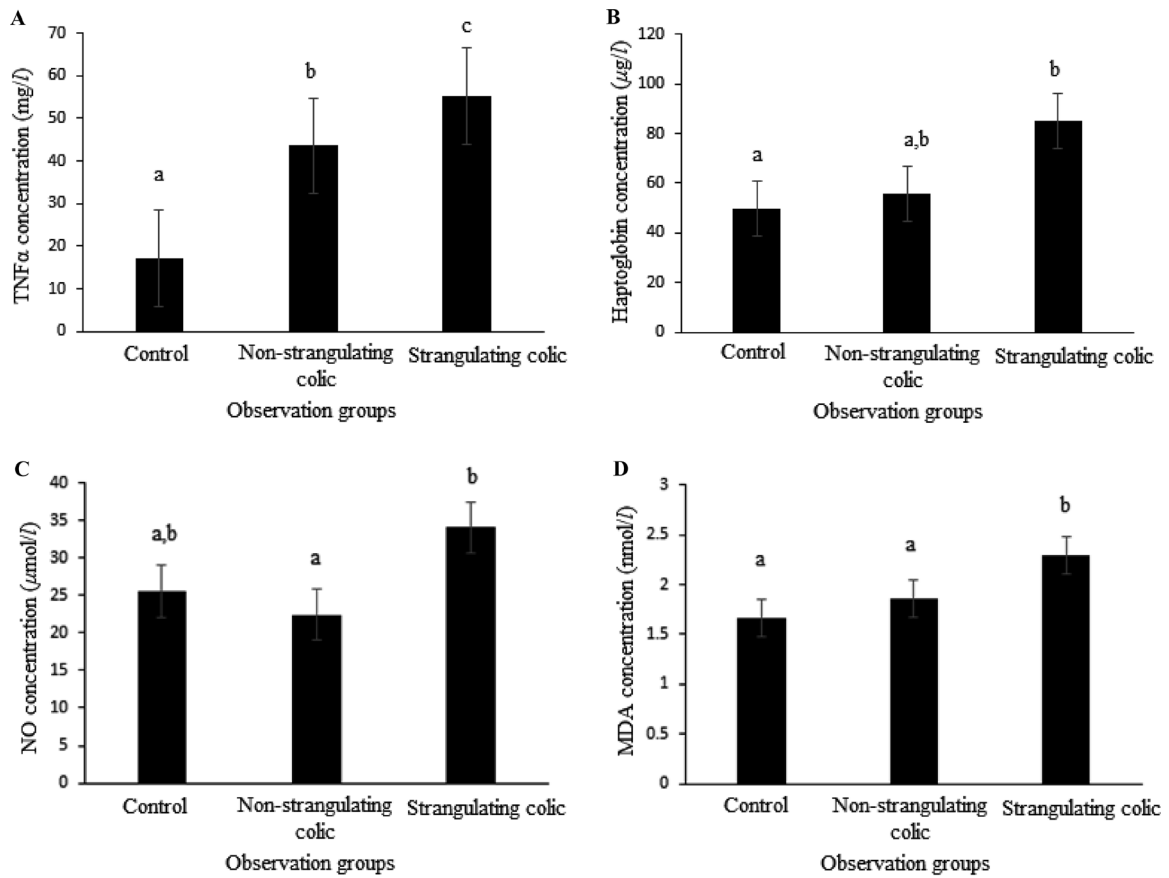 A
TNFα concentration (mg/l)
70
60
50
40
30
20
10
0
a
b
c
Control
Non-strangulating
colic
Strangulating colic
Observation groups
B
Haptoglobin concentration (µg/l)
120
100
80
60
40
20
0
a
a,b
b
Control
Non-strangulating
colic
Strangulating colic
Observation groups
C
NO concentration (µmol/l)
40
35
30
25
20
15
10
5
0
a,b
a
b
Control
Non-strangulating
colic
Strangulating colic
Observation groups
D
MDA concentration (nmol/l)
3
2.5
2
1.5
1
0.5
0
a
a
b
Control
Non-strangulating
colic
Strangulating colic
Observation groups